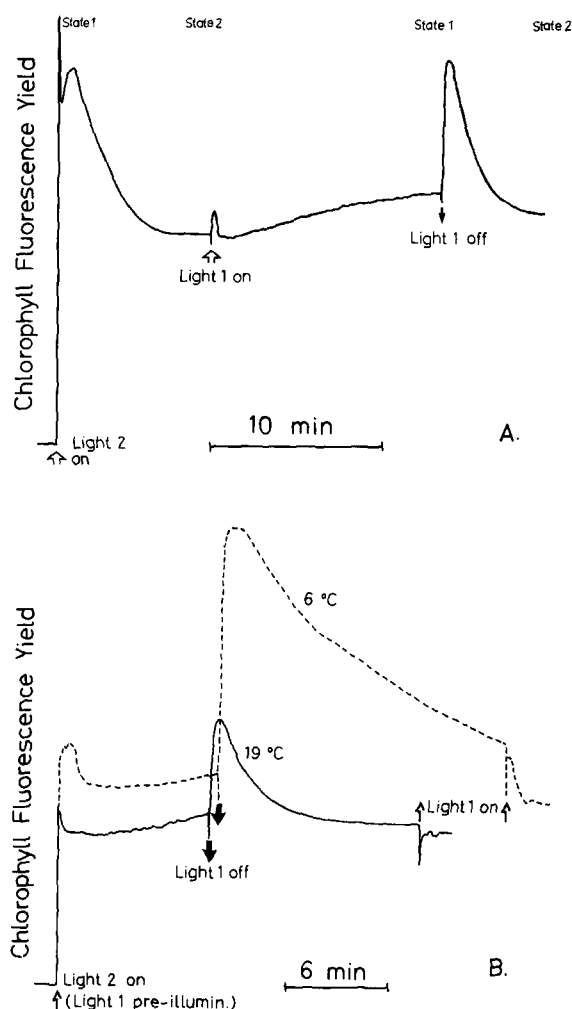 State 1
State 2
State 1
State 2
Chlorophyll Fluorescence Yield
Light 1 on
Light 1 off
10 min
A.
Light 2
on
Chlorophyll Fluorescence Yield
6 °C
19 °C
Light 1 on
Light 1 off
6 min
B.
Light 2 on
(Light 1 pre-illumin.)